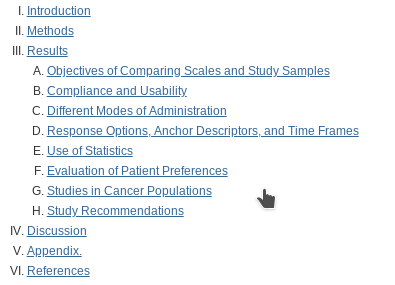 I. Introduction
II. Methods
III. Results
A. Objectives of Comparing Scales and Study Samples
B. Compliance and Usability
C. Different Modes of Administration
D. Response Options, Anchor Descriptors, and Time Frames
E. Use of Statistics
F. Evaluation of Patient Preferences
G. Studies in Cancer Populations
H. Study Recommendations
IV. Discussion
V. Appendix.
VI. References